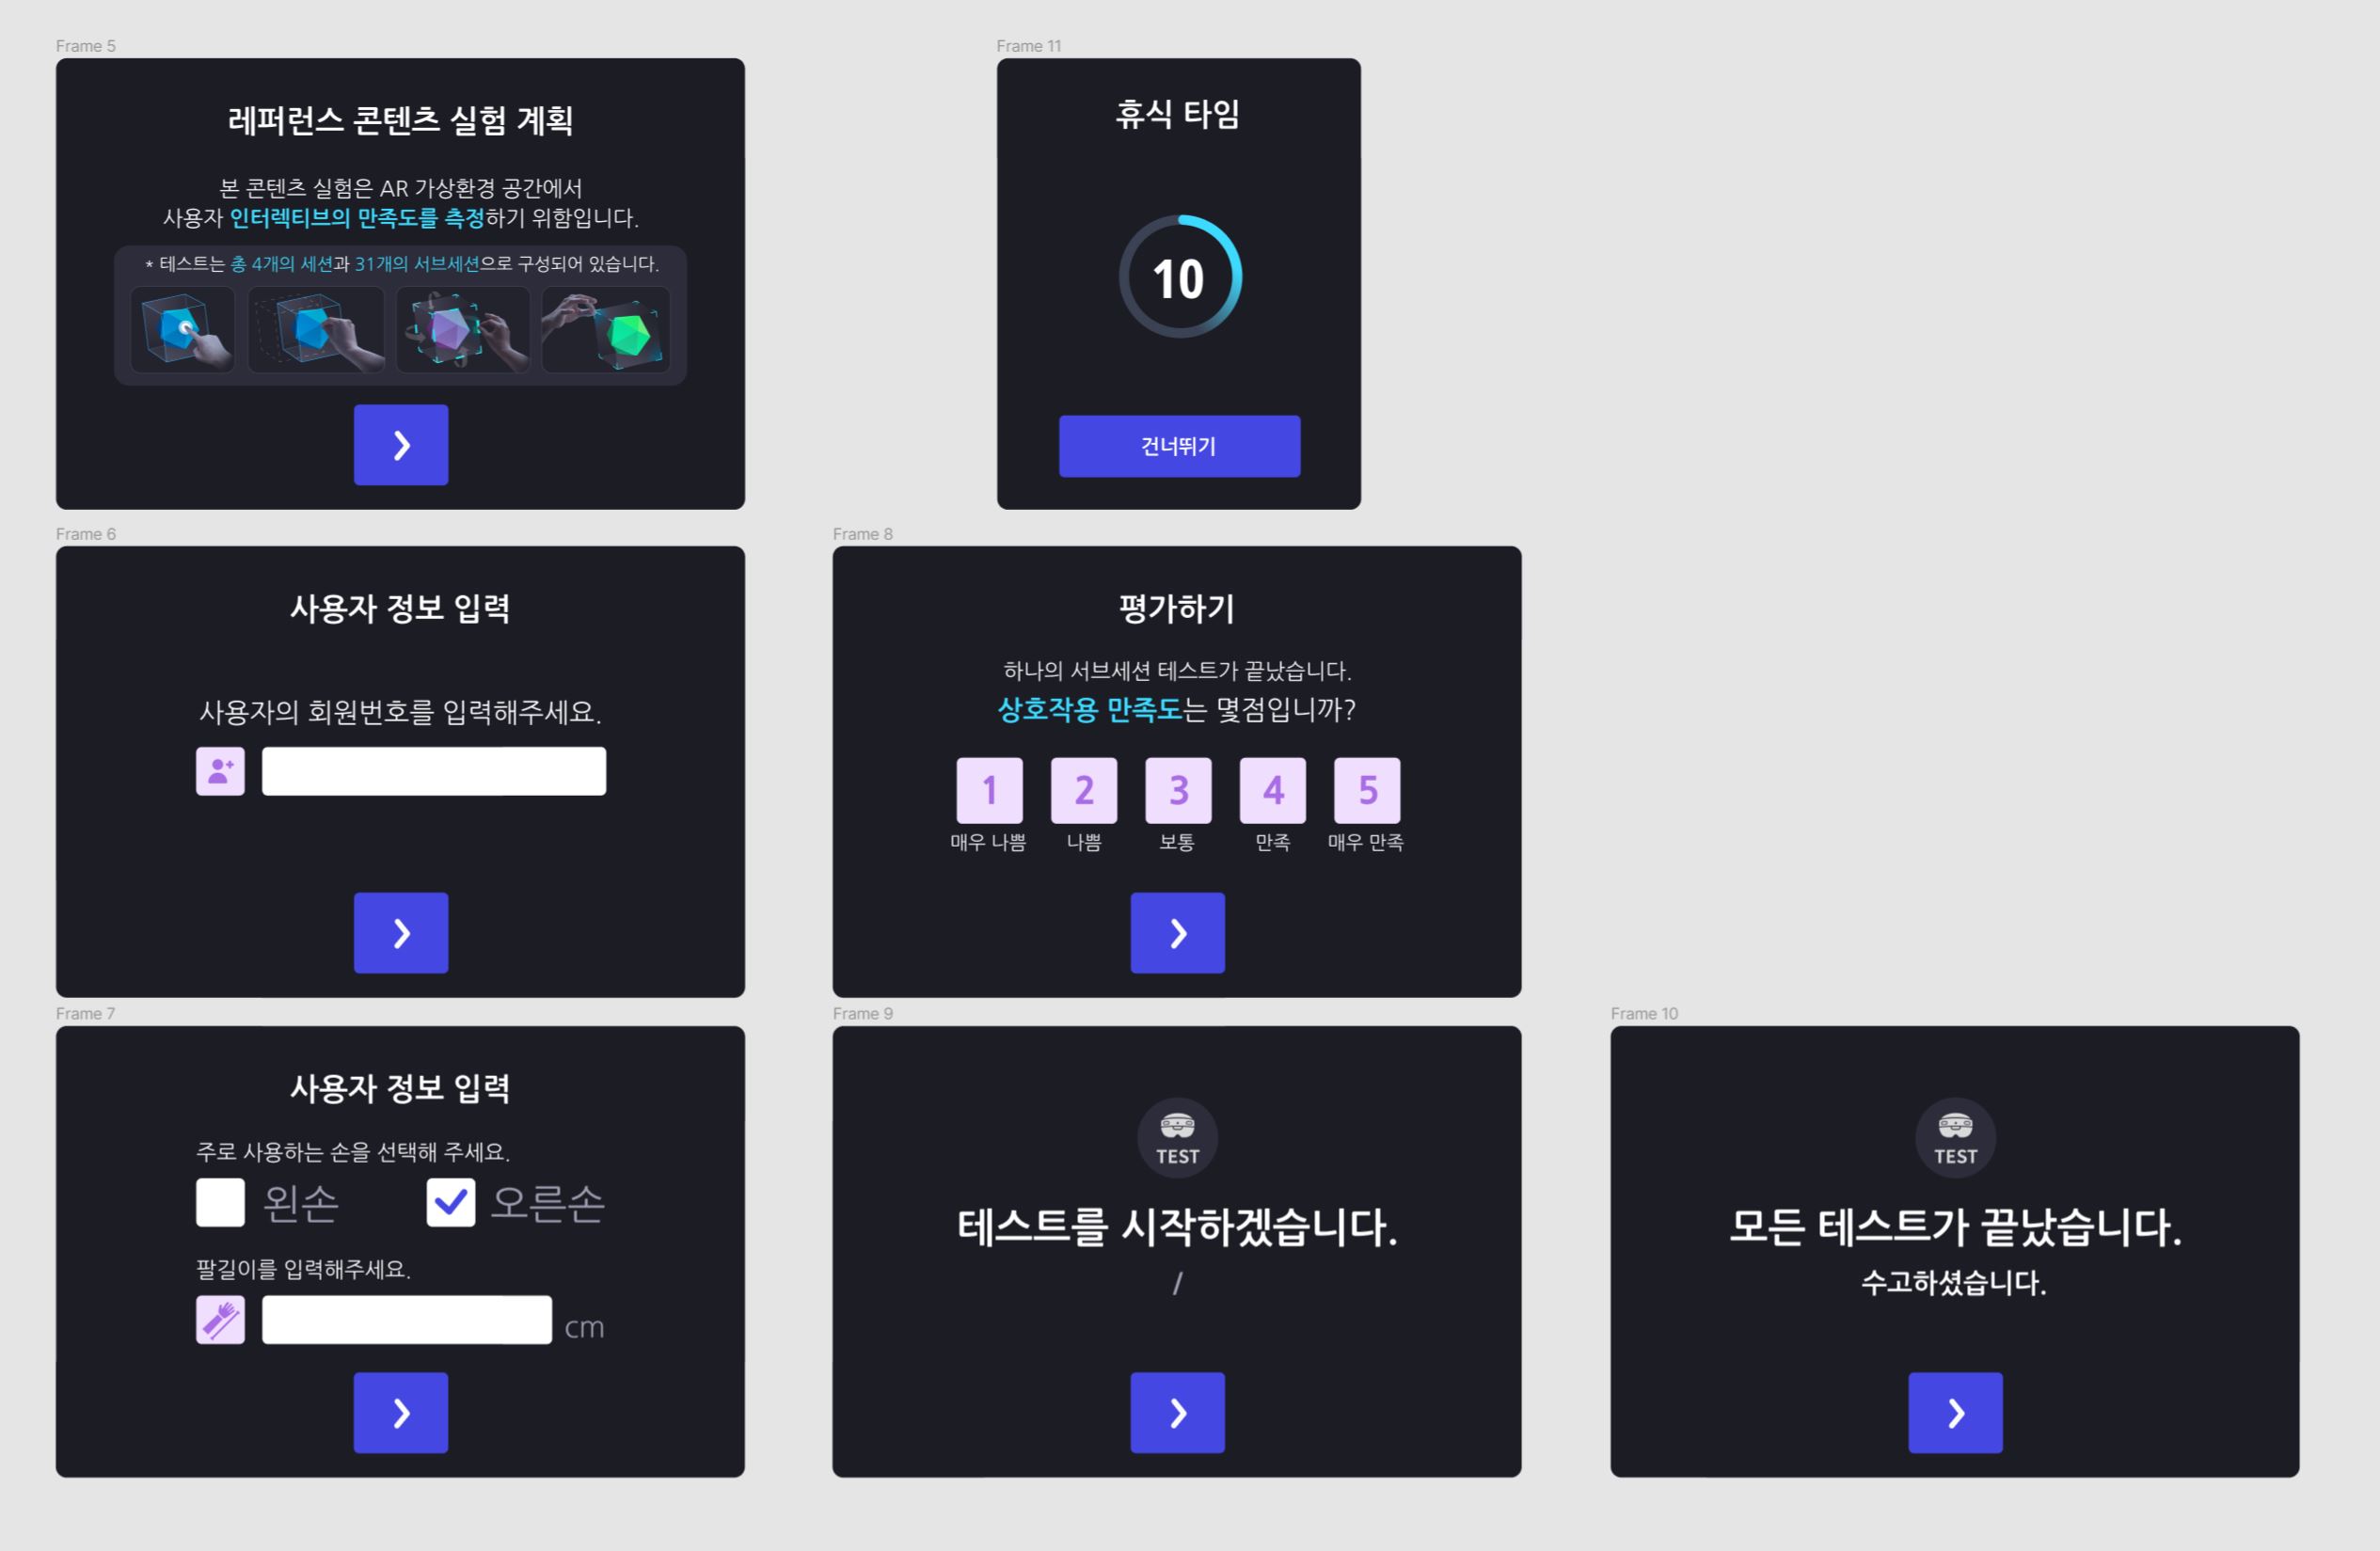 Frame 5
레퍼런스 콘텐츠 실험 계획
본 콘텐츠 실험은 AR 가상환경 공간에서
사용자 인터렉티브의 만족도를 측정하기 위함입니다.
* 테스트는 총 4개의 세션과 31개의 서브세션으로 구성되어 있습니다.
Frame 11
휴식 타임
10
건너뛰기
Frame 6
사용자 정보 입력
사용자의 회원번호를 입력해주세요.
Frame 8
평가하기
하나의 서브세션 테스트가 끝났습니다.
상호작용 만족도는 몇점입니까?
1 2 3 4 5
매우 나쁨 나쁨 보통 만족 매우 만족
Frame 7
사용자 정보 입력
주로 사용하는 손을 선택해 주세요.
왼손 오른손
팔길이를 입력해주세요.
cm
Frame 9
TEST
테스트를 시작하겠습니다.
/
Frame 10
TEST
모든 테스트가 끝났습니다.
수고하셨습니다.